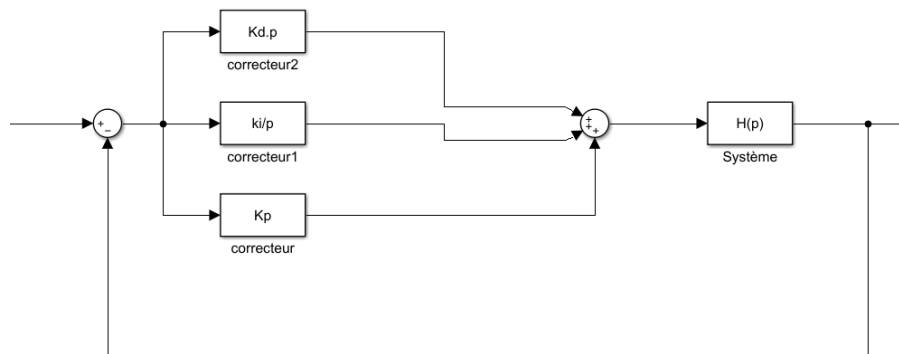 Kd.p
correcteur2
ki/p
correcteur1
H(p)
Système
Kp
correcteur